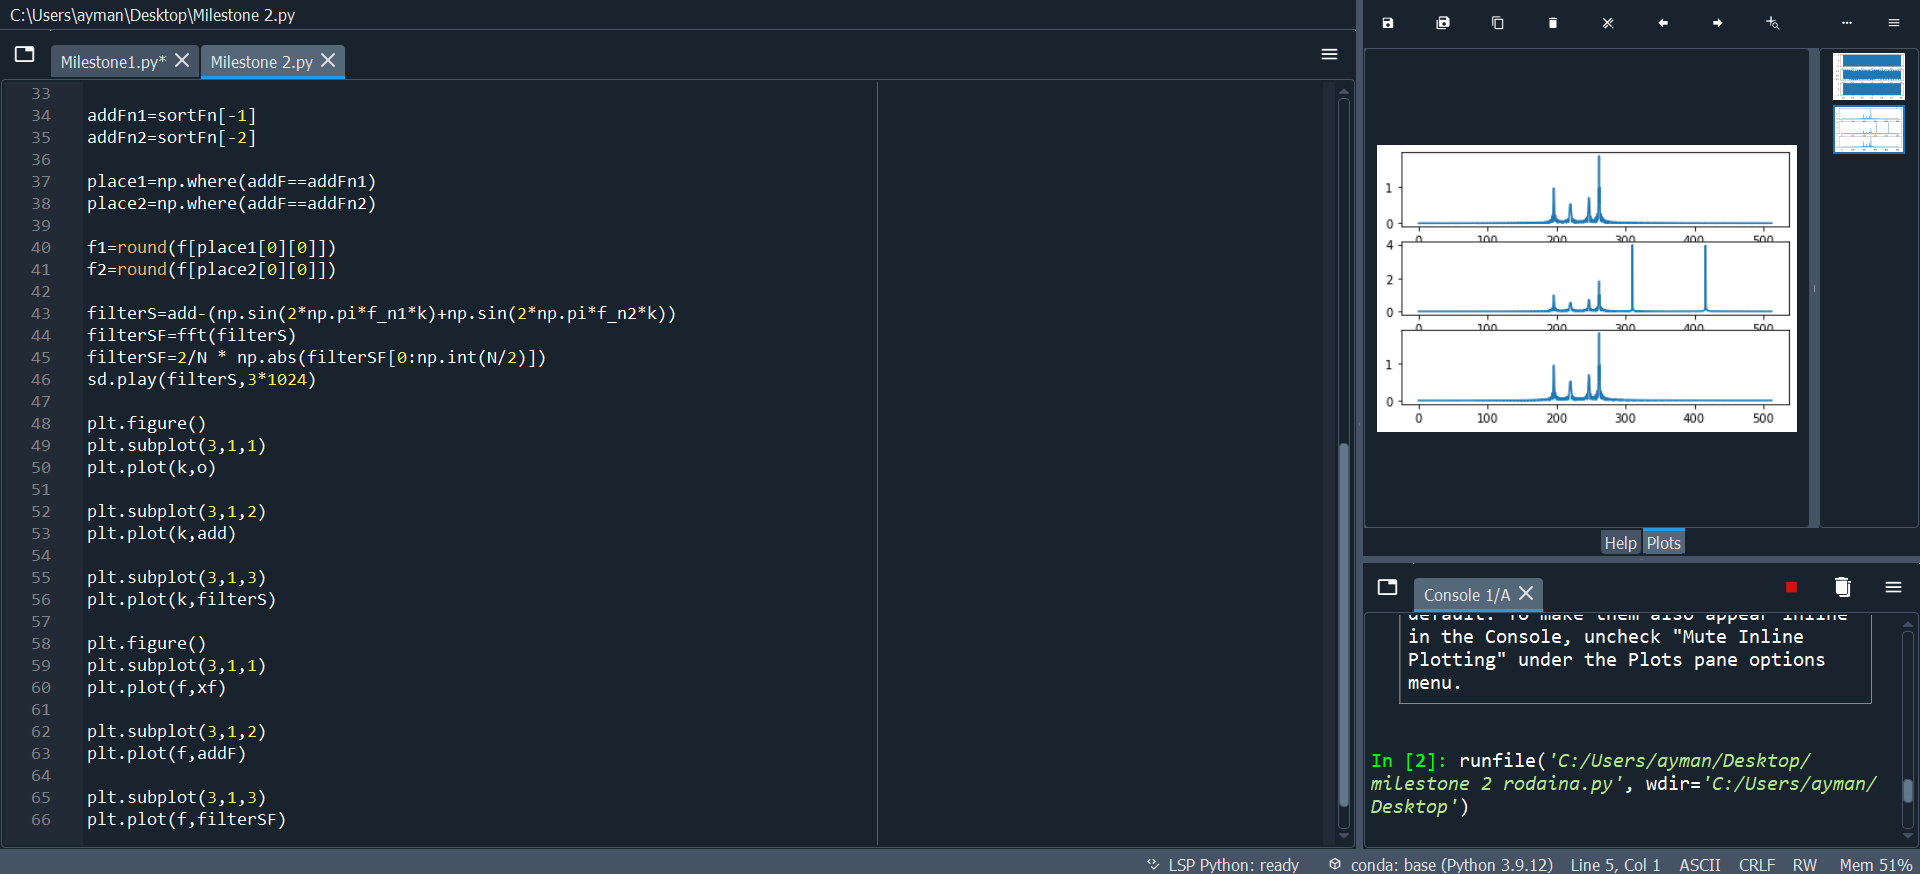 C:\Users\ayman\Desktop\Milestone 2.py
Milestone1.py*
Milestone 2.py
33
34 addFn1=sortFn[-1]
35 addFn2=sortFn[-2]
36
37 place1=np.where(addF==addFn1)
38 place2=np.where(addF==addFn2)
39
40 f1=round(f[place1[0][0]])
41 f2=round(f[place2[0][0]])
42
43 filterS=add-(np.sin(2*np.pi*f_n1*k)+np.sin(2*np.pi*f_n2*k))
44 filterSF=fft(filterS)
45 filterSF=2/N * np.abs(filterSF[0:np.int(N/2)])
46 sd.play(filterS,3*1024)
47
48 plt.figure()
49 plt.subplot(3,1,1)
50 plt.plot(k,o)
51
52 plt.subplot(3,1,2)
53 plt.plot(k,add)
54
55 plt.subplot(3,1,3)
56 plt.plot(k,filterS)
57
58 plt.figure()
59 plt.subplot(3,1,1)
60 plt.plot(f,xf)
61
62 plt.subplot(3,1,2)
63 plt.plot(f,addF)
64
65 plt.subplot(3,1,3)
66 plt.plot(f,filterSF)
1
0
0 100 200 300 400 500
4
2
0
0 100 200 300 400 500
1
0
0 100 200 300 400 500
Help Plots
Console 1/A
default. To make them also appear inline
in the Console, uncheck "Mute Inline
Plotting" under the Plots pane options
menu.
In [2]: runfile('C:/Users/ayman/Desktop/
milestone 2 rodaina.py', wdir='C:/Users/ayman/
Desktop')
LSP Python: ready conda: base (Python 3.9.12) Line 5, Col 1 ASCII CRLF RW Mem 51%